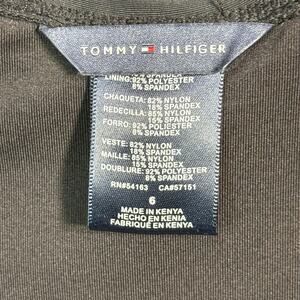 TOMMY HILFIGER
8% SPANDEX
LINING: 92% POLYESTER
8% SPANDEX
CHAQUETA: 82% NYLON
18% SPANDEX
REDECILLA: 85% NYLON
15% SPANDEX
FORRO: 92% POLYESTER
8% SPANDEX
VESTE: 82% NYLON
18% SPANDEX
MAILLE: 85% NYLON
15% SPANDEX
DOUBLURE: 92% POLYESTER
8% SPANDEX
RN#54163 CA#57151
6
MADE IN KENYA
HECHO EN KENIA
FABRIQUÉ EN KENYA